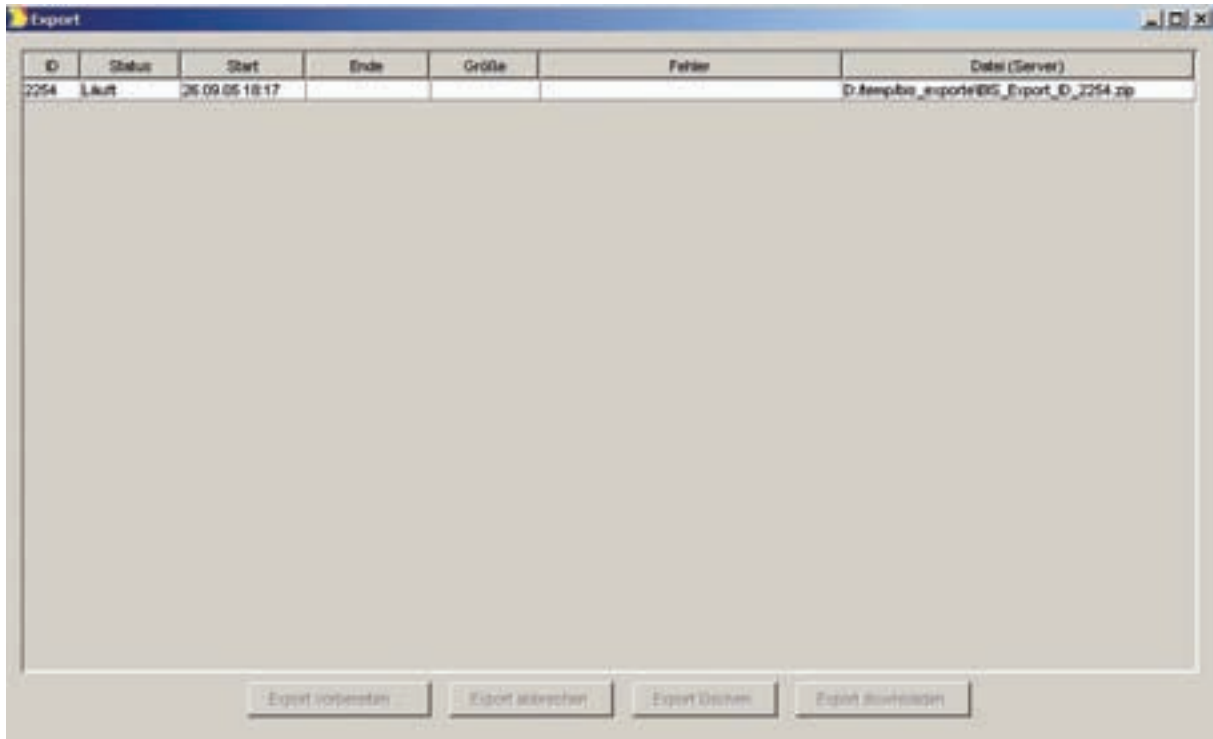 Export
ID Status Start Ende Größe Fehler Datei (Server)
2254 Läuft 26.09.05 18:17 D:/temp/bis_exporte\BIS_Export_ID_2254.zip
Export vorbereiten Export abbrechen Export löschen Export downloaden